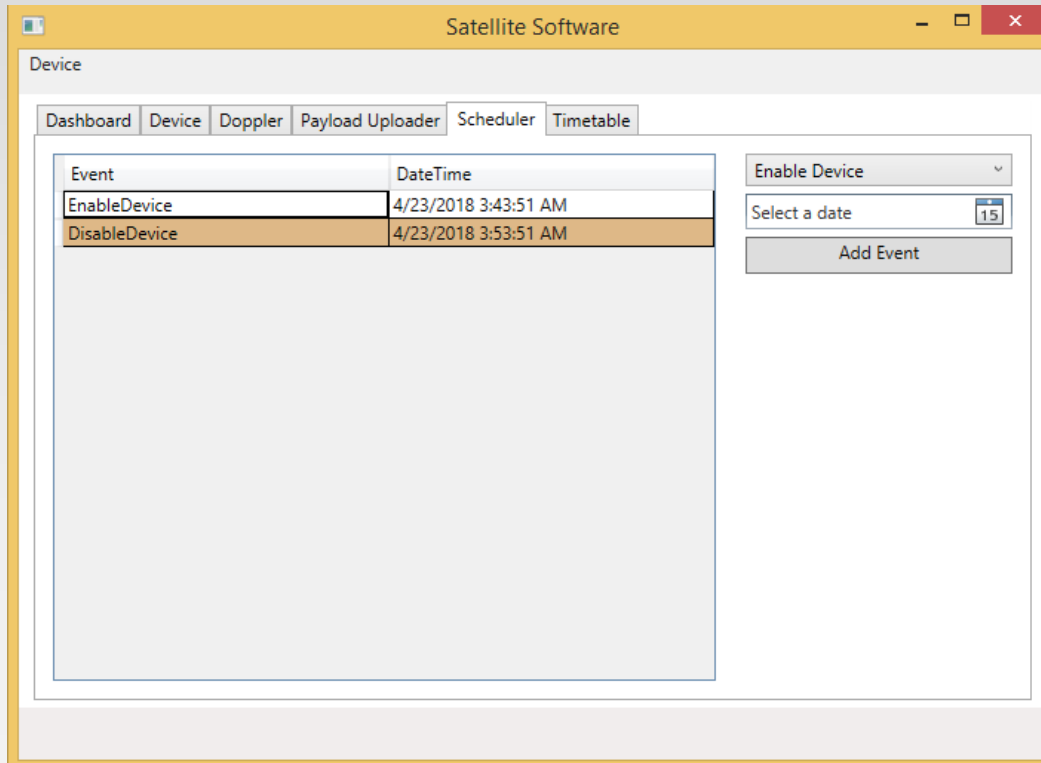 Satellite Software
Device
Dashboard Device Doppler Payload Uploader Scheduler Timetable
Event DateTime
EnableDevice 4/23/2018 3:43:51 AM
DisableDevice 4/23/2018 3:53:51 AM
Enable Device
Select a date 15
Add Event